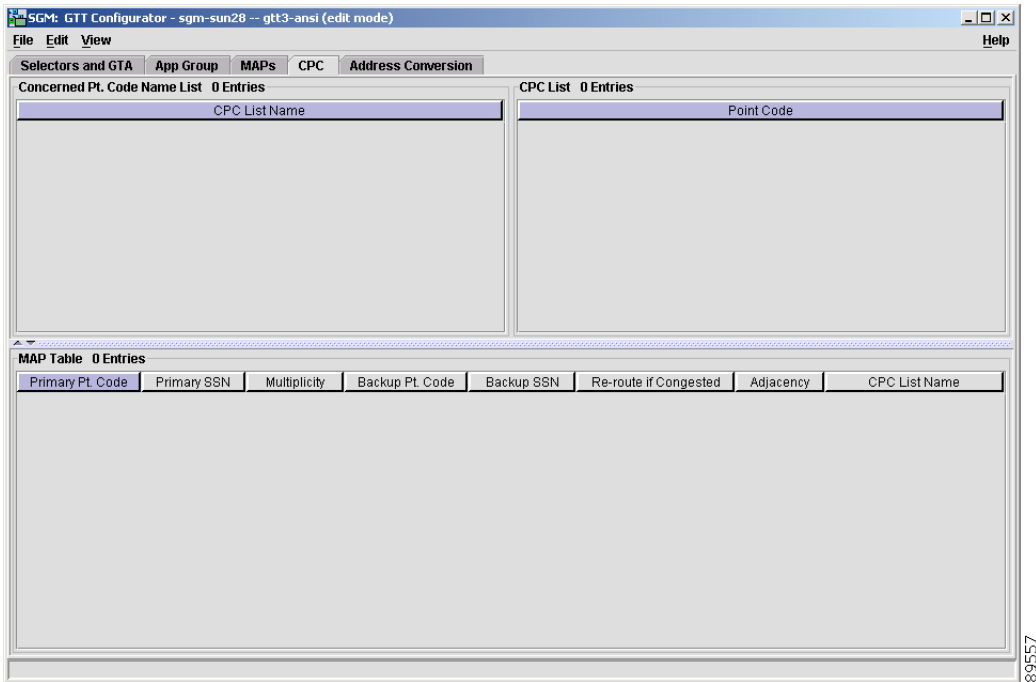 SGM: GTT Configurator - sgm-sun28 -- gtt3-ansi (edit mode)
File Edit View Help
Selectors and GTA App Group MAPs CPC Address Conversion
Concerned Pt. Code Name List 0 Entries
CPC List Name
CPC List 0 Entries
Point Code
MAP Table 0 Entries
Primary Pt. Code Primary SSN Multiplicity Backup Pt. Code Backup SSN Re-route if Congested Adjacency CPC List Name
89557